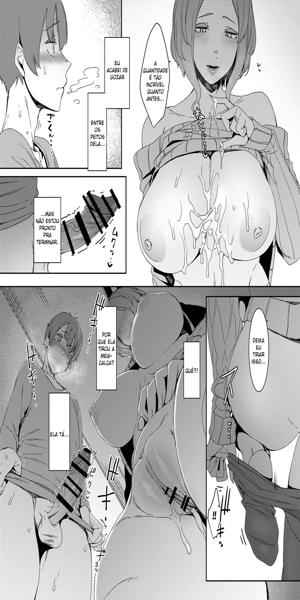 EU
ACABEI DE
GOZAR
ENTRE
OS
PEITOS
DELA...
A
QUANTIDADE
É TÃO
INCRÍVEL
QUANTO
ANTES...
...MAS
NÃO ESTOU
PRONTO
PRA
TERMINAR.
DEIXA
EU
TIRAR
ISSO...
QUÊ?!
POR
QUE ELA
TIROU A
MEIA-
CALÇA?
ELA TÁ...